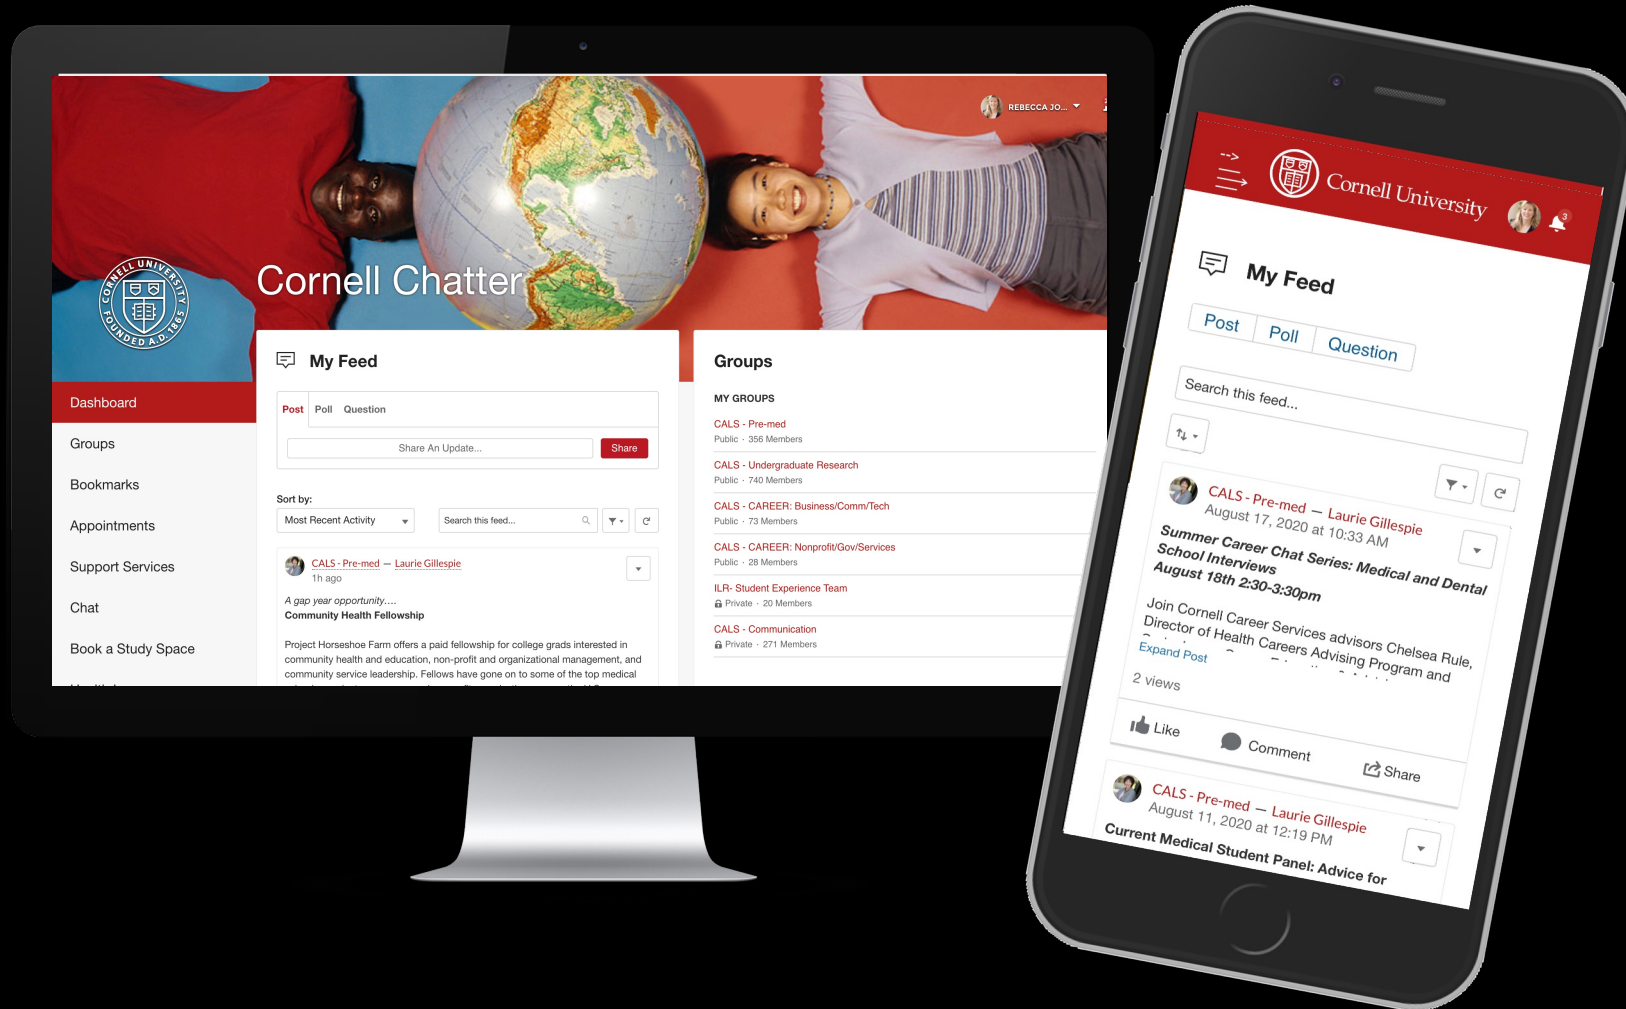 REBECCA JO...
CORNELL UNIVERSITY
FOUNDED A.D. 1865
Cornell Chatter
Dashboard
Groups
Bookmarks
Appointments
Support Services
Chat
Book a Study Space
My Feed
Post Poll Question
Share An Update... Share
Sort by:
Most Recent Activity Search this feed...
CALS - Pre-med — Laurie Gillespie
1h ago
A gap year opportunity....
Community Health Fellowship
Project Horseshoe Farm offers a paid fellowship for college grads interested in
community health and education, non-profit and organizational management, and
community service leadership. Fellows have gone on to some of the top medical
Groups
MY GROUPS
CALS - Pre-med
Public · 356 Members
CALS - Undergraduate Research
Public · 740 Members
CALS - CAREER: Business/Comm/Tech
Public · 73 Members
CALS - CAREER: Nonprofit/Gov/Services
Public · 28 Members
ILR- Student Experience Team
Private · 20 Members
CALS - Communication
Private · 271 Members
Cornell University
3
My Feed
Post Poll Question
Search this feed...
CALS - Pre-med — Laurie Gillespie
August 17, 2020 at 10:33 AM
Summer Career Chat Series: Medical and Dental
School Interviews
August 18th 2:30-3:30pm
Join Cornell Career Services advisors Chelsea Rule,
Director of Health Careers Advising Program and
Expand Post
2 views
Like Comment Share
CALS - Pre-med — Laurie Gillespie
August 11, 2020 at 12:19 PM
Current Medical Student Panel: Advice for